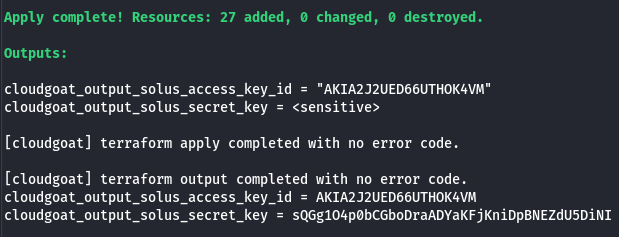 Apply complete! Resources: 27 added, 0 changed, 0 destroyed.
Outputs:
cloudgoat_output_solus_access_key_id = "AKIA2J2UED66UTHOK4VM"
cloudgoat_output_solus_secret_key = <sensitive>
[cloudgoat] terraform apply completed with no error code.
[cloudgoat] terraform output completed with no error code.
cloudgoat_output_solus_access_key_id = AKIA2J2UED66UTHOK4VM
cloudgoat_output_solus_secret_key = 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